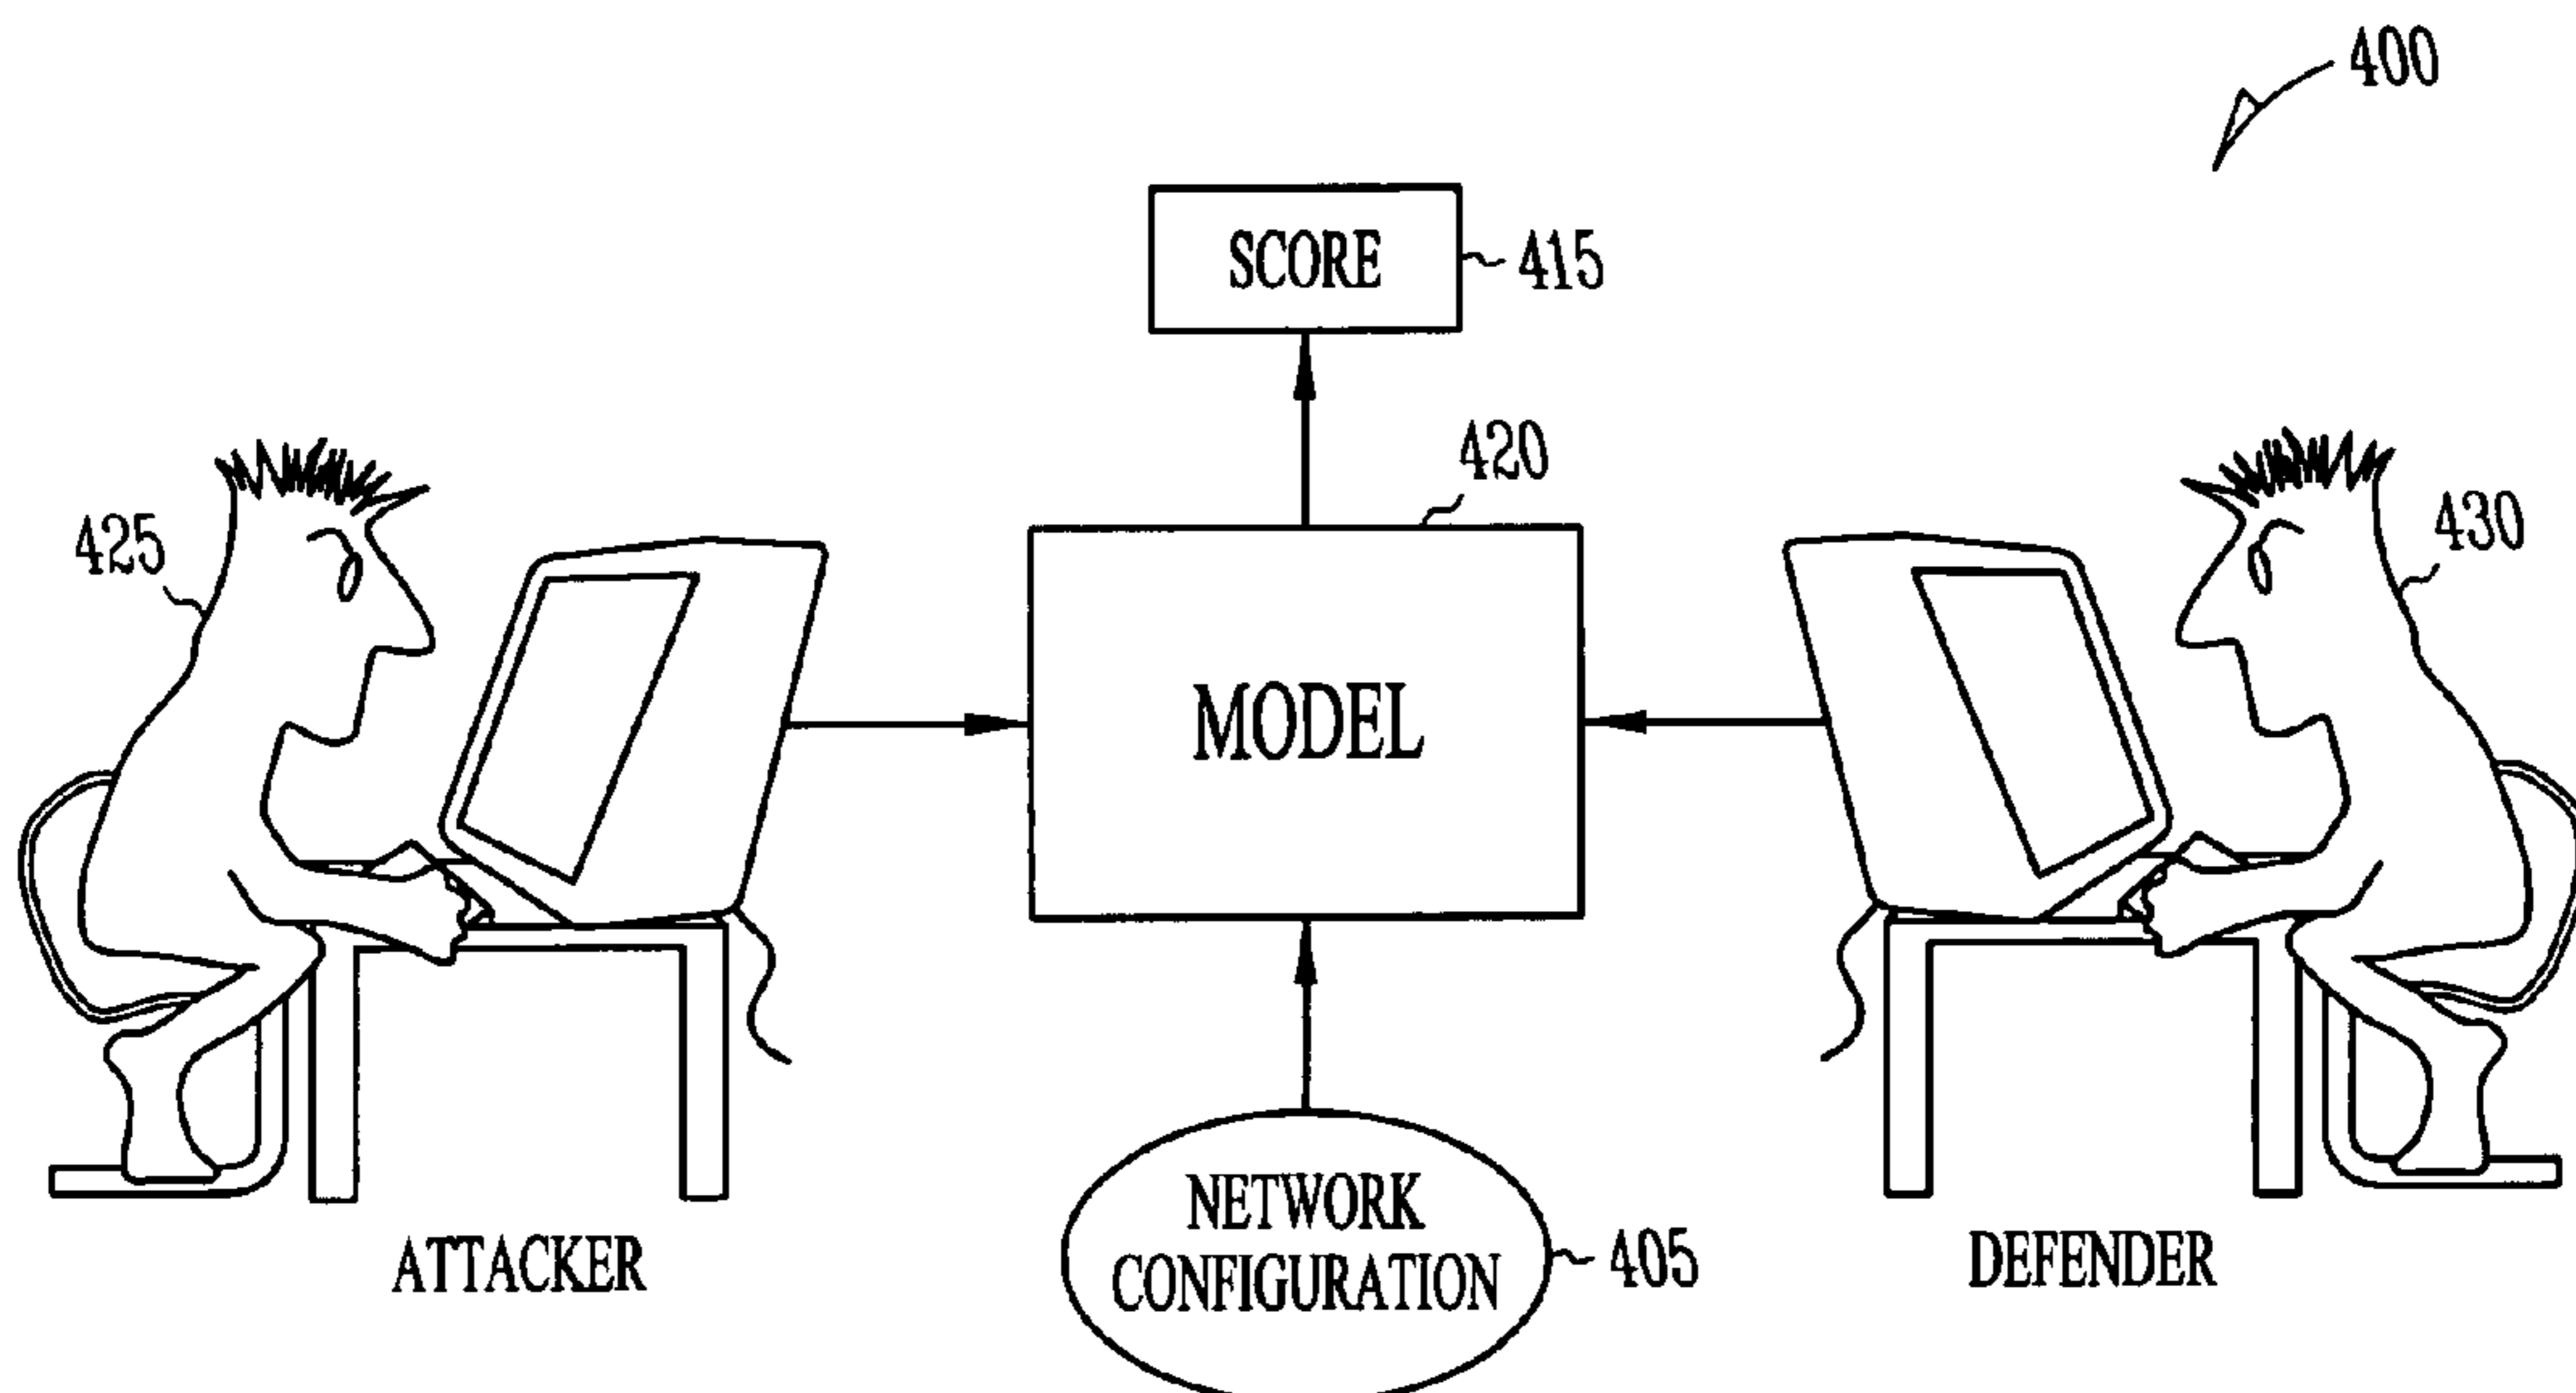 400
SCORE
415
420
425
430
MODEL
NETWORK
CONFIGURATION
405
ATTACKER
DEFENDER